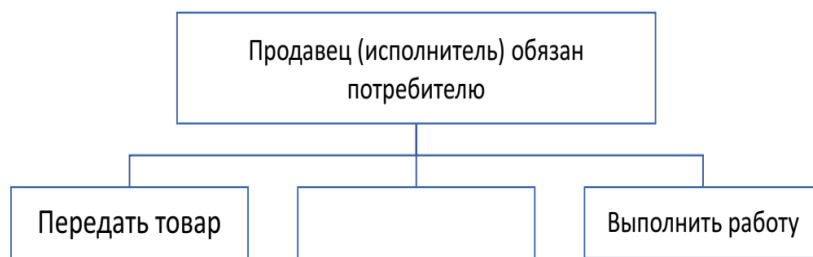 Продавец (исполнитель) обязан
потребителю
Передать товар
Выполнить работу